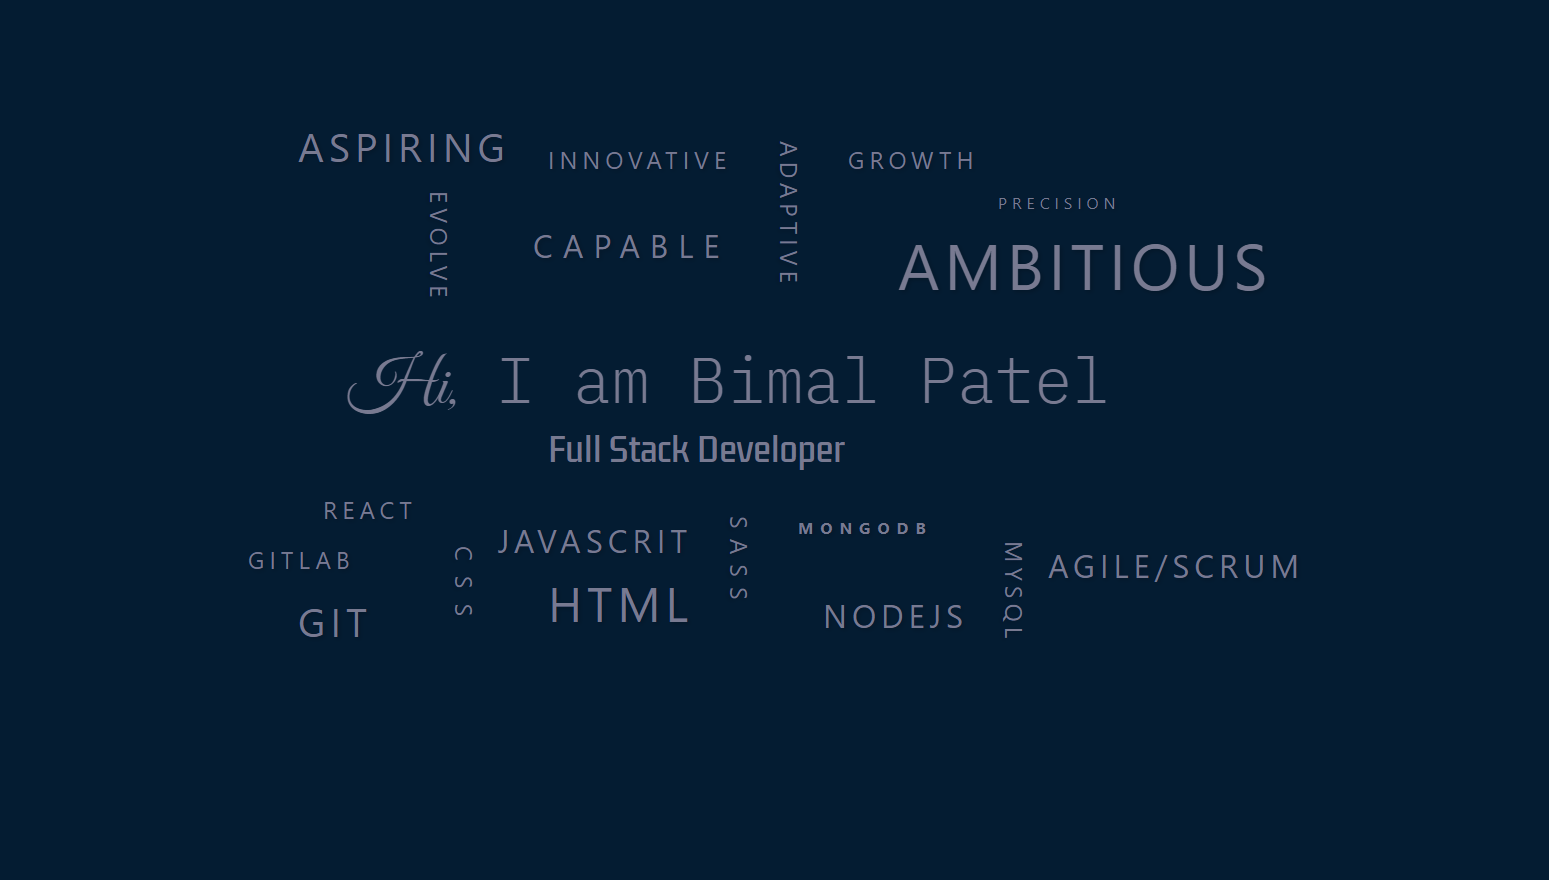 ASPIRING
INNOVATIVE
ADAPTIVE
GROWTH
EVOLVE
CAPABLE
PRECISION
AMBITIOUS
Hi, I am Bimal Patel
Full Stack Developer
REACT
GITLAB
GIT
CSS
JAVASCRIT
HTML
SASS
MONGODB
NODEJS
MYSQL
AGILE/SCRUM